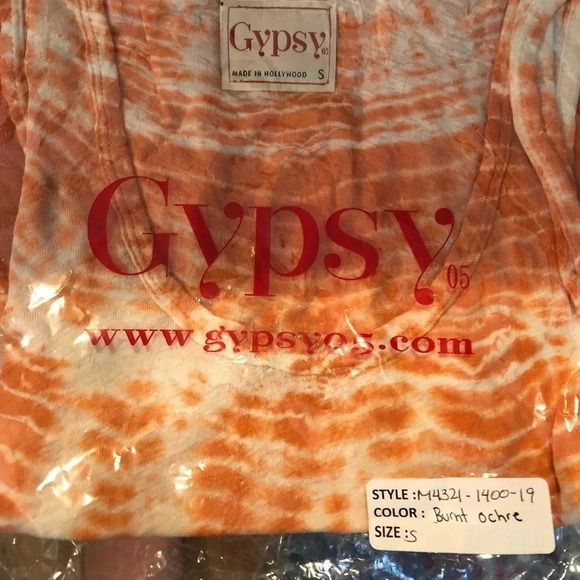 Gypsy 05
MADE IN HOLLYWOOD S
Gypsy 05
www gypsy05.com
STYLE : M4321 - 1400-19
COLOR : Burnt Ochre
SIZE : S